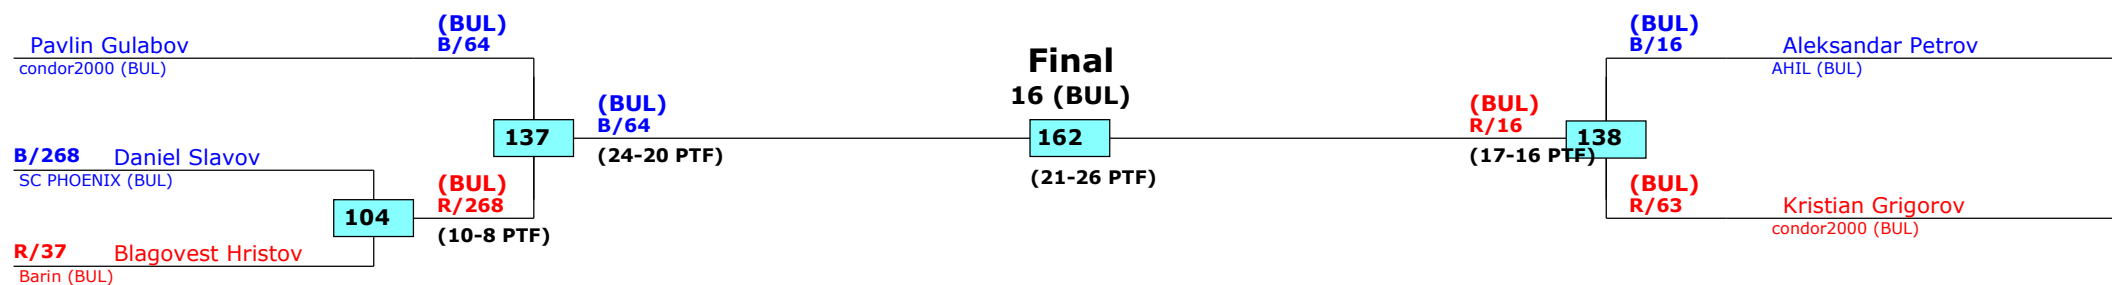 (BUL)
B/64
Pavlin Gulabov
condor2000 (BUL)
B/268 Daniel Slavov
SC PHOENIX (BUL)
R/37 Blagovest Hristov
Barin (BUL)
104
(BUL)
R/268
(10-8 PTF)
137
(BUL)
B/64
(24-20 PTF)
Final
16 (BUL)
162
(21-26 PTF)
(BUL)
R/16
(17-16 PTF)
138
(BUL)
B/16
Aleksandar Petrov
AHIL (BUL)
(BUL)
R/63
Kristian Grigorov
condor2000 (BUL)